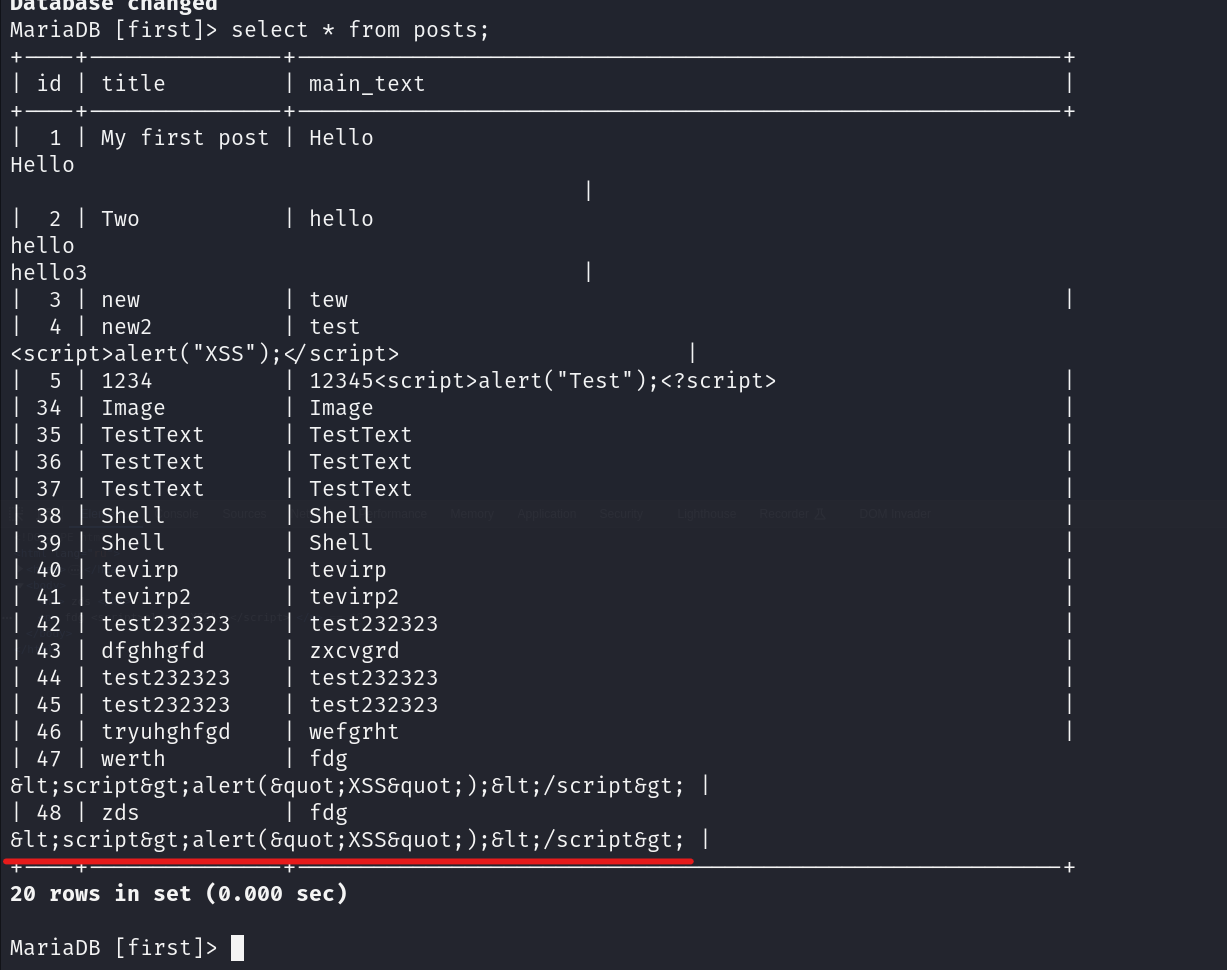 Database changed
MariaDB [first]> select * from posts;
| id | title | main_text |
| 1 | My first post | Hello
Hello
|
| 2 | Two | hello
hello
hello3 |
| 3 | new | tew |
| 4 | new2 | test
<script>alert("XSS");</script> |
| 5 | 1234 | 12345<script>alert("Test");<?script> |
| 34 | Image | Image |
| 35 | TestText | TestText |
| 36 | TestText | TestText |
| 37 | TestText | TestText |
| 38 | Shell | Shell |
| 39 | Shell | Shell |
| 40 | tevirp | tevirp |
| 41 | tevirp2 | tevirp2 |
| 42 | test232323 | test232323 |
| 43 | dfghhgfd | zxcvgrd |
| 44 | test232323 | test232323 |
| 45 | test232323 | test232323 |
| 46 | tryuhghfgd | wefgrht |
| 47 | werth | fdg
&lt;script&gt;alert(&quot;XSS&quot;);&lt;/script&gt; |
| 48 | zds | fdg
&lt;script&gt;alert(&quot;XSS&quot;);&lt;/script&gt; |
20 rows in set (0.000 sec)
MariaDB [first]>